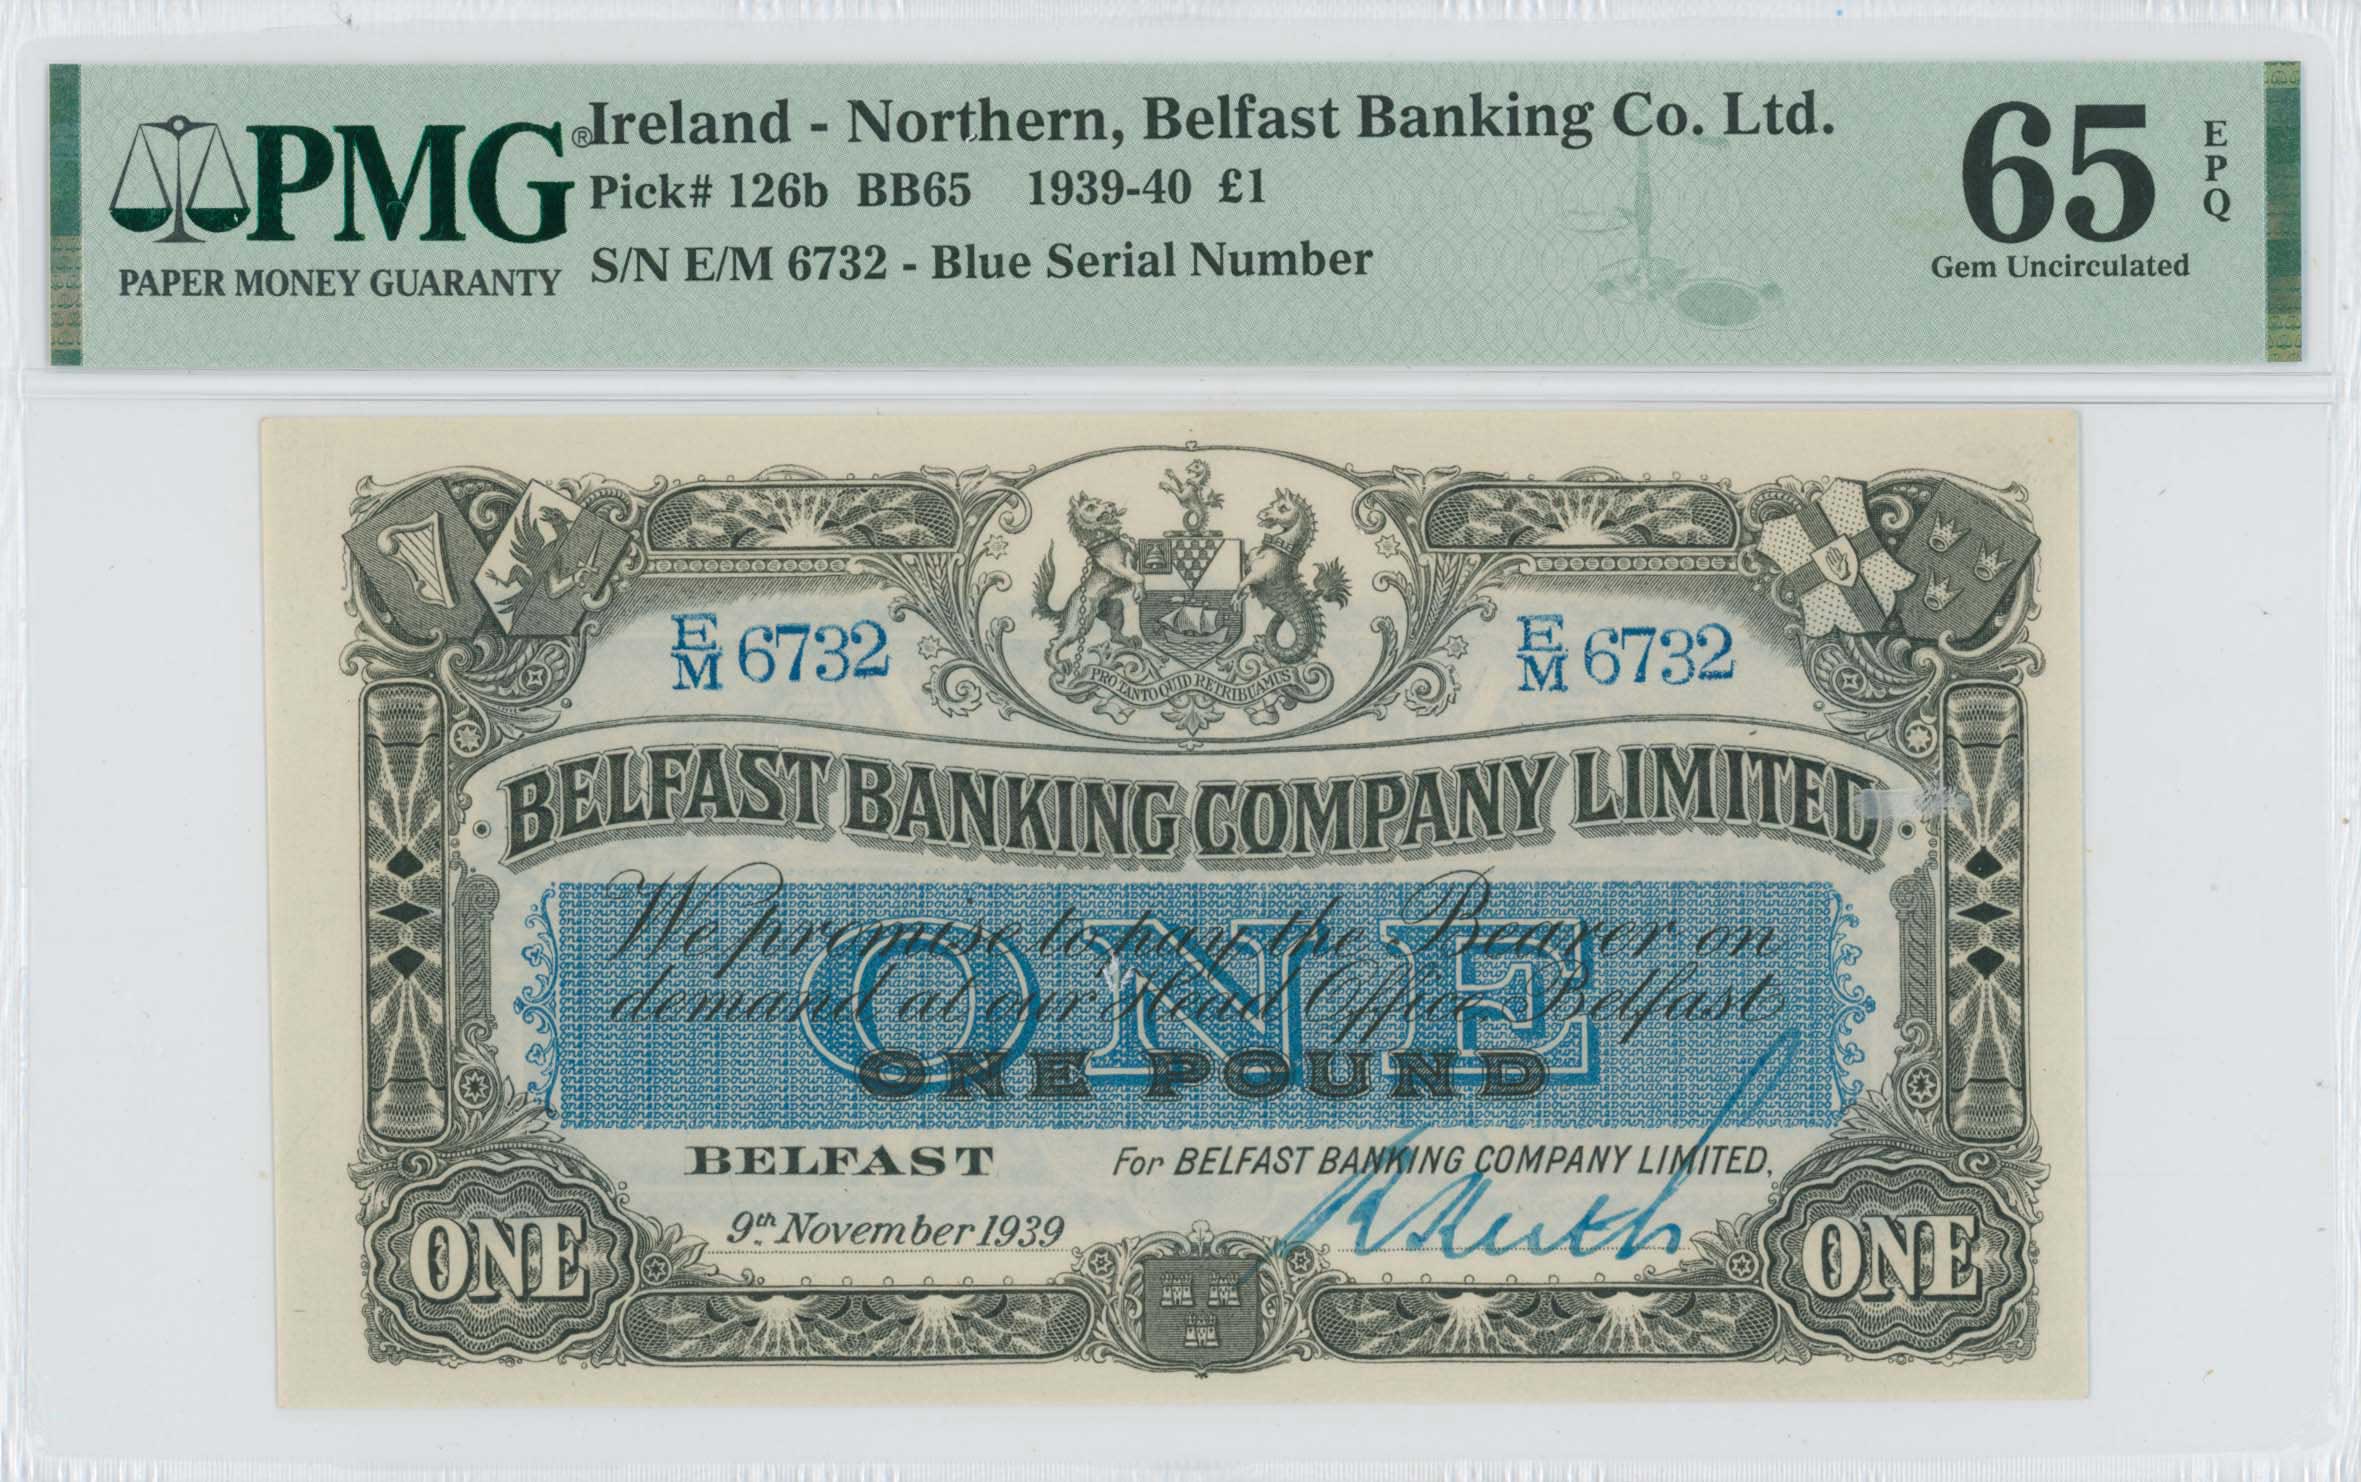 PMG®
PAPER MONEY GUARANTY
Ireland - Northern, Belfast Banking Co. Ltd.
Pick# 126b BB65 1939-40 £1
S/N E/M 6732 - Blue Serial Number
65 EPQ
Gem Uncirculated
E/M 6732 E/M 6732
PRO TANTO QUID RETRIBUAMUS
BELFAST BANKING COMPANY LIMITED.
We promise to pay the Bearer on
demand at our Head Office Belfast
ONE
ONE POUND
BELFAST For BELFAST BANKING COMPANY LIMITED,
9th November 1939
ONE ONE